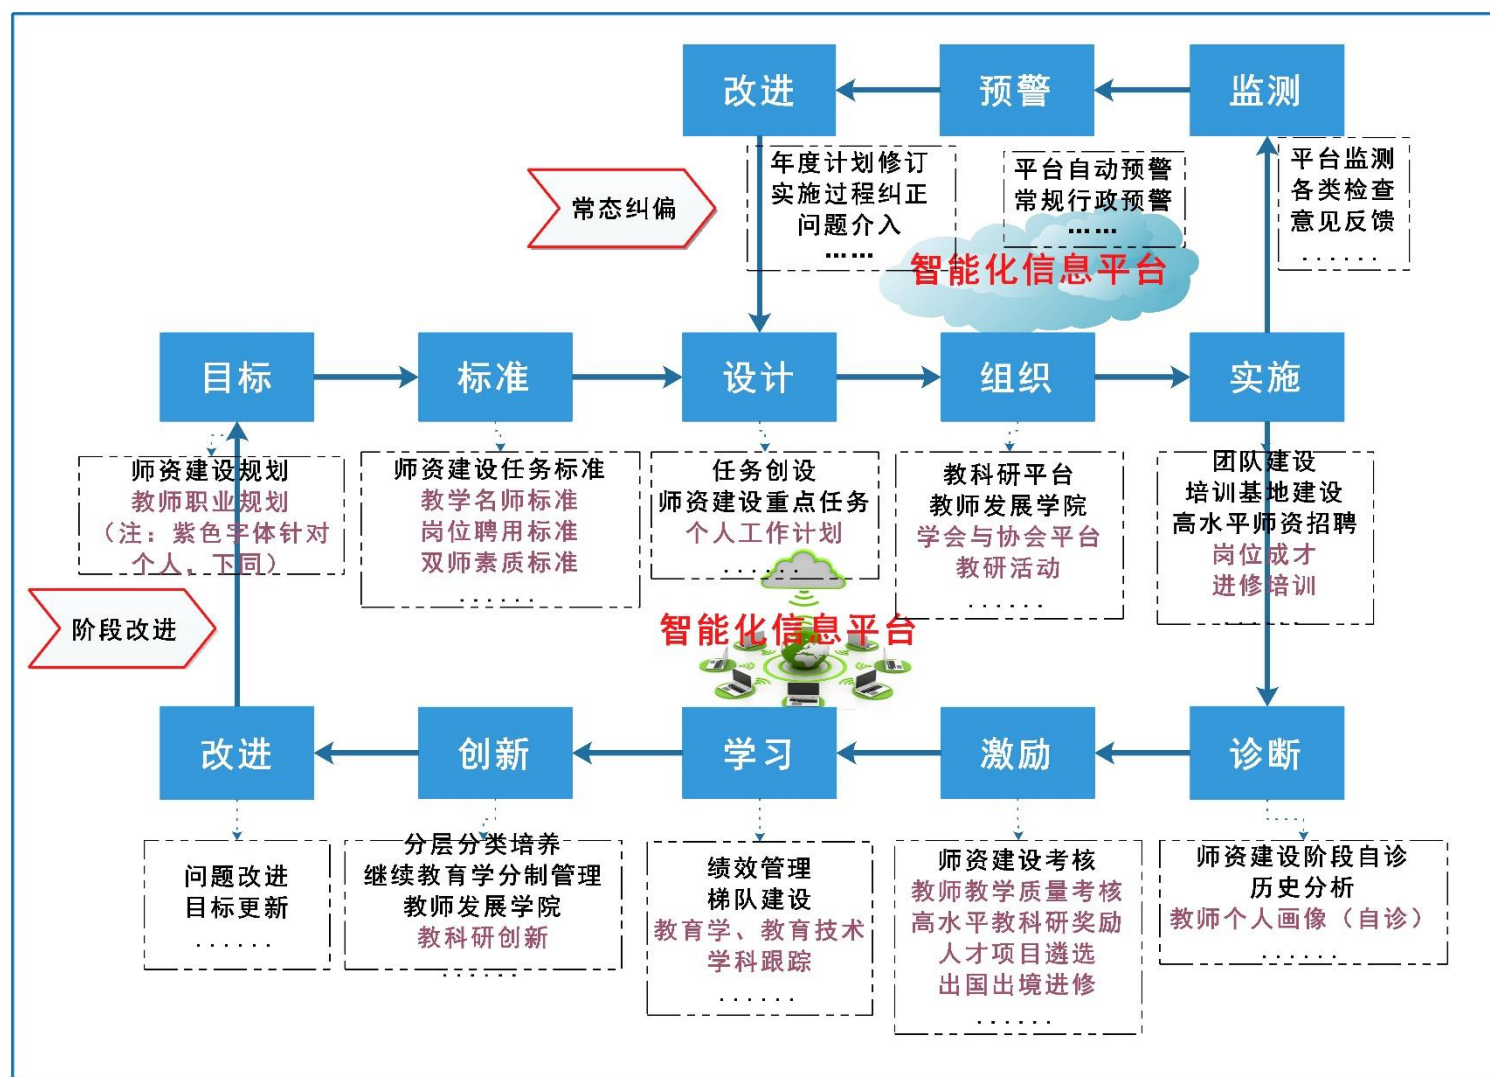 改进
预警
监测
常态纠偏
年度计划修订
实施过程纠正
问题介入
……
平台自动预警
常规行政预警
……
平台监测
各类检查
意见反馈
......
智能化信息平台
目标
标准
设计
组织
实施
师资建设规划
教师职业规划
（注：紫色字体针对
个人，下同）
师资建设任务标准
教学名师标准
岗位聘用标准
双师素质标准
......
任务创设
师资建设重点任务
个人工作计划
......
教科研平台
教师发展学院
学会与协会平台
教研活动
......
团队建设
培训基地建设
高水平师资招聘
岗位成才
进修培训
......
阶段改进
智能化信息平台
改进
创新
学习
激励
诊断
问题改进
目标更新
......
分层分类培养
继续教育学分制管理
教师发展学院
教科研创新
......
绩效管理
梯队建设
教育学、教育技术
学科跟踪
......
师资建设考核
教师教学质量考核
高水平教科研奖励
人才项目遴选
出国出境进修
......
师资建设阶段自诊
历史分析
教师个人画像（自诊）
......